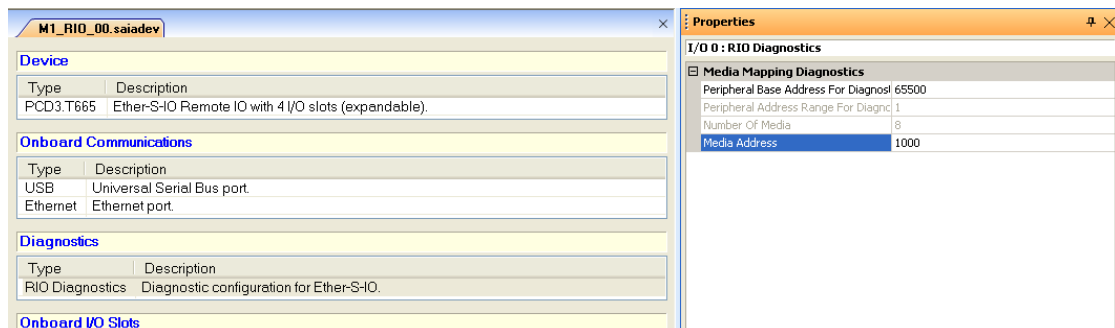 M1_RIO_00.saiadev
Device
Type Description
PCD3.T665 Ether-S-IO Remote IO with 4 I/O slots (expandable).
Onboard Communications
Type Description
USB Universal Serial Bus port.
Ethernet Ethernet port.
Diagnostics
Type Description
RIO Diagnostics Diagnostic configuration for Ether-S-IO.
Onboard I/O Slots
Properties
I/O 0 : RIO Diagnostics
Media Mapping Diagnostics
Peripheral Base Address For Diagnos 65500
Peripheral Address Range For Diagnc 1
Number Of Media 8
Media Address 1000